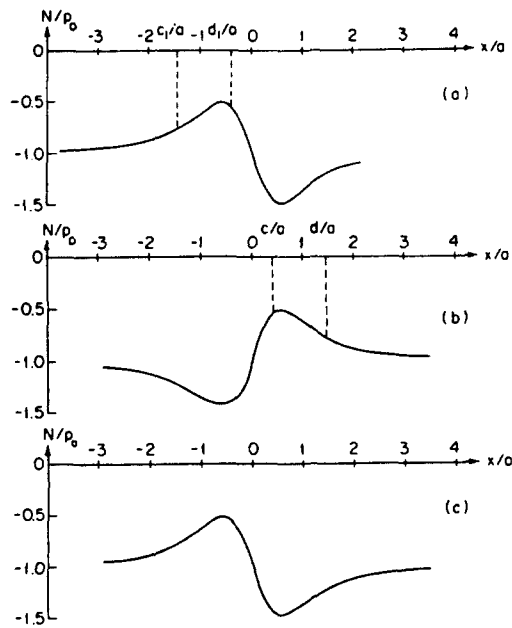 N/p₀ c₁/a d₁/a
-3 -2 -1 0 1 2 3 4 x/a
0
-0.5
(a)
-1.0
-1.5
N/p₀ c/a d/a
-3 -2 -1 0 1 2 3 4 x/a
0
-0.5
(b)
-1.0
-1.5
N/p₀
-3 -2 -1 0 1 2 3 4
0 x/a
-0.5 (c)
-1.0
-1.5